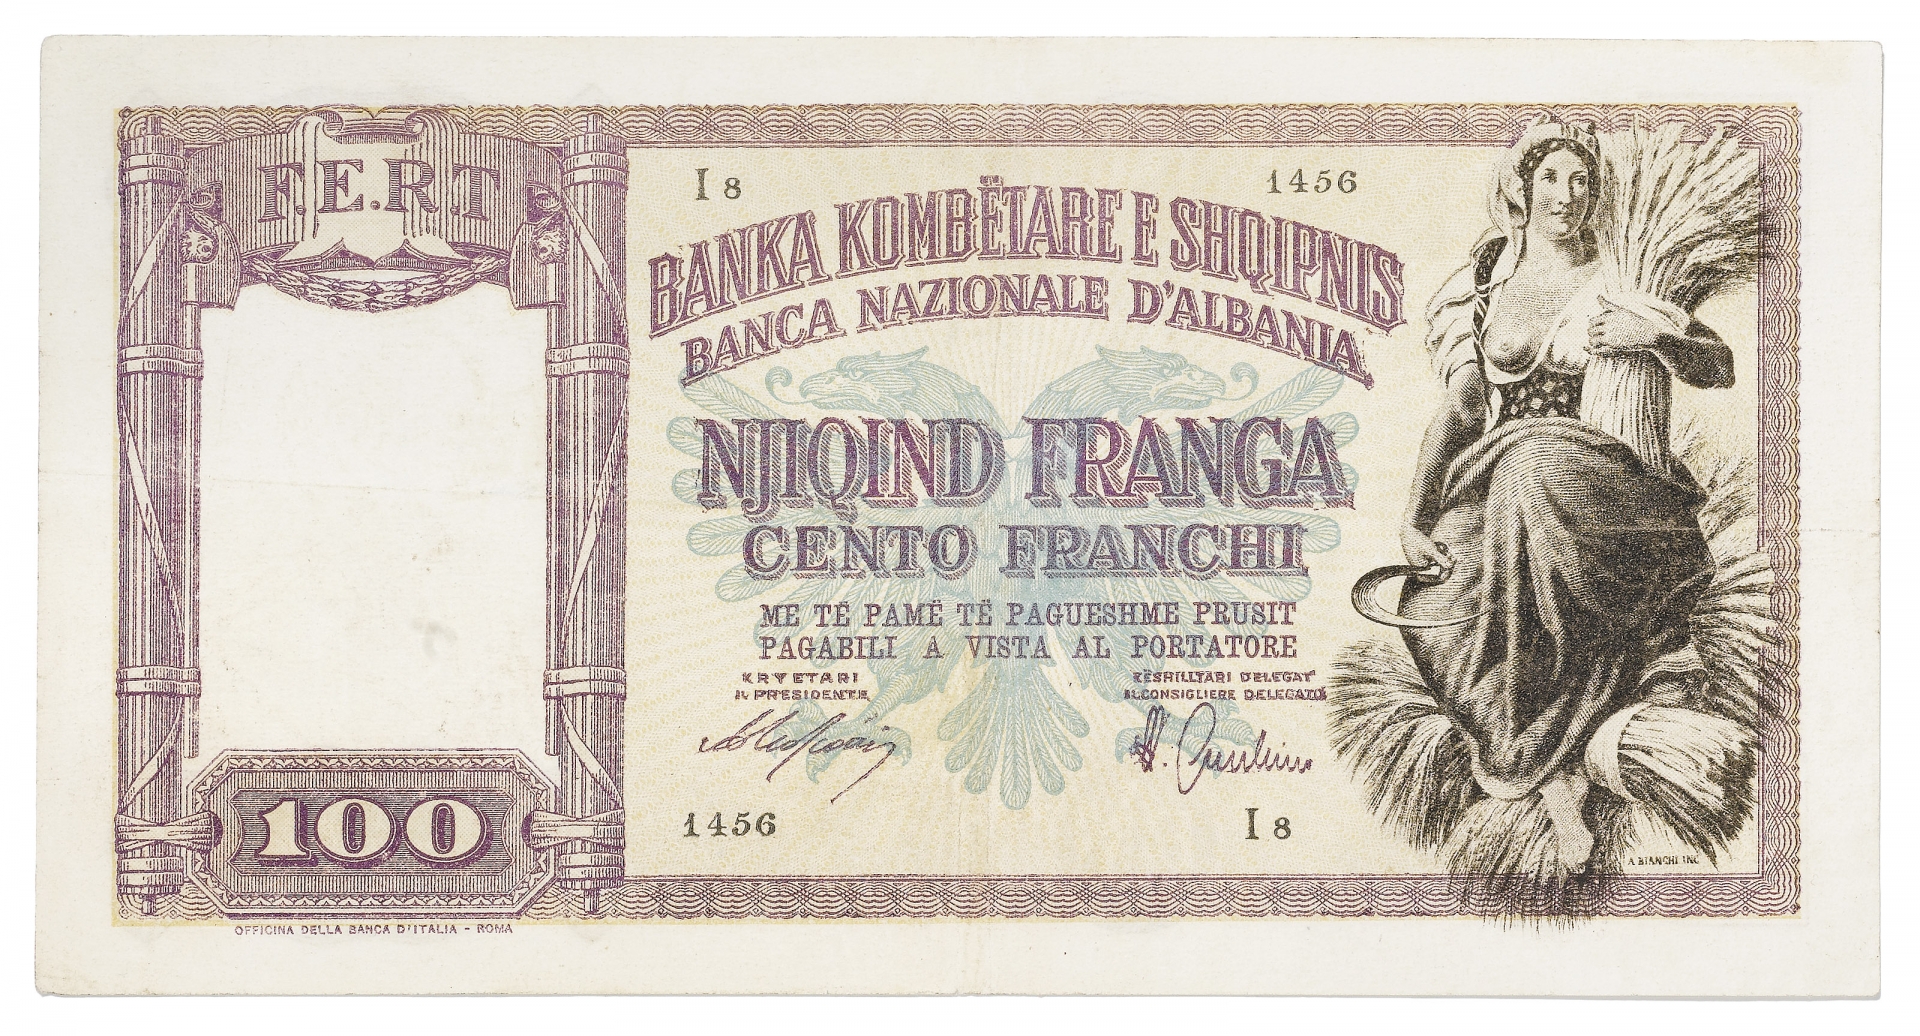 F.E.R.T
I 8 1456
BANKA KOMBËTARE E SHQIPNIS
BANCA NAZIONALE D'ALBANIA
NJIQIND FRANGA
CENTO FRANCHI
ME TË PAMË TË PAGUESHME PRUSIT
PAGABILI A VISTA AL PORTATORE
KRYETARI
IL PRESIDENTE
KËSHILLTARI DELEGAT
IL CONSIGLIERE DELEGATO
1456 I 8
100
A BIANCHI INC
OFFICINA DELLA BANCA D'ITALIA - ROMA